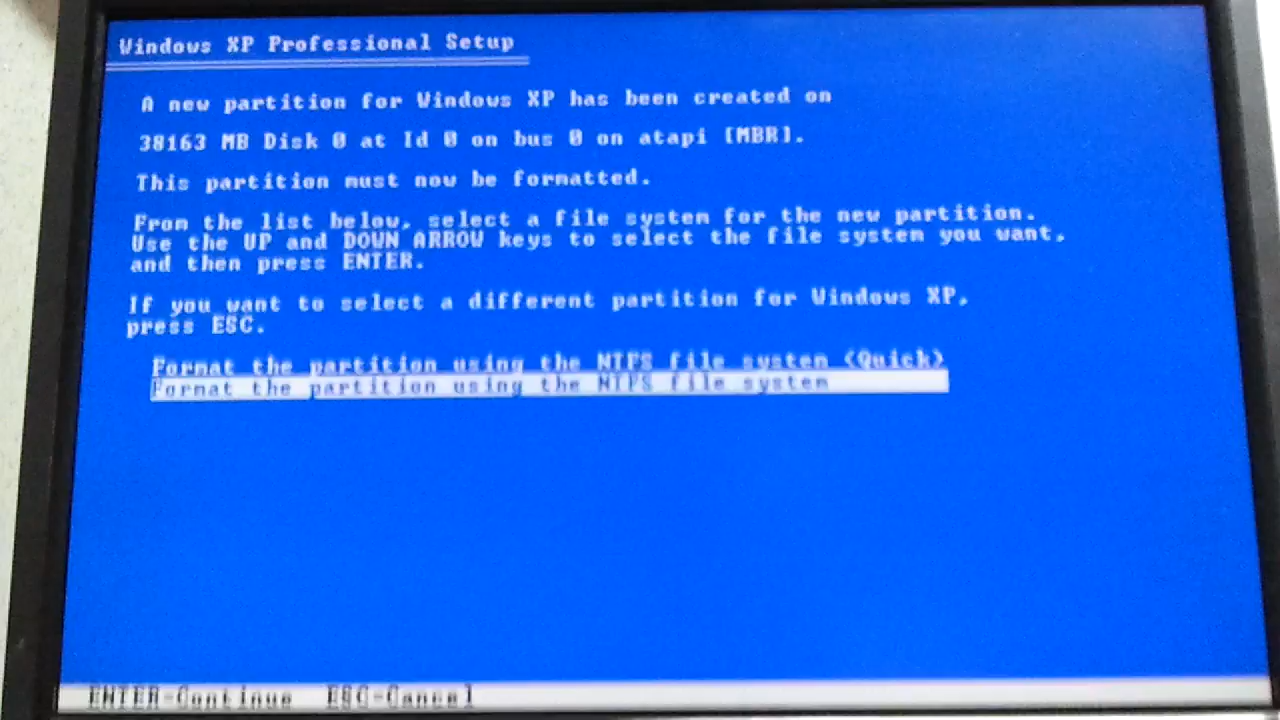 Windows XP Professional Setup
A new partition for Windows XP has been created on
38163 MB Disk 0 at Id 0 on bus 0 on atapi [MBR].
This partition must now be formatted.
From the list below, select a file system for the new partition.
Use the UP and DOWN ARROW keys to select the file system you want,
and then press ENTER.
If you want to select a different partition for Windows XP,
press ESC.
Format the partition using the NTFS file system (Quick)
Format the partition using the NTFS file system
ENTER=Continue ESC=Cancel